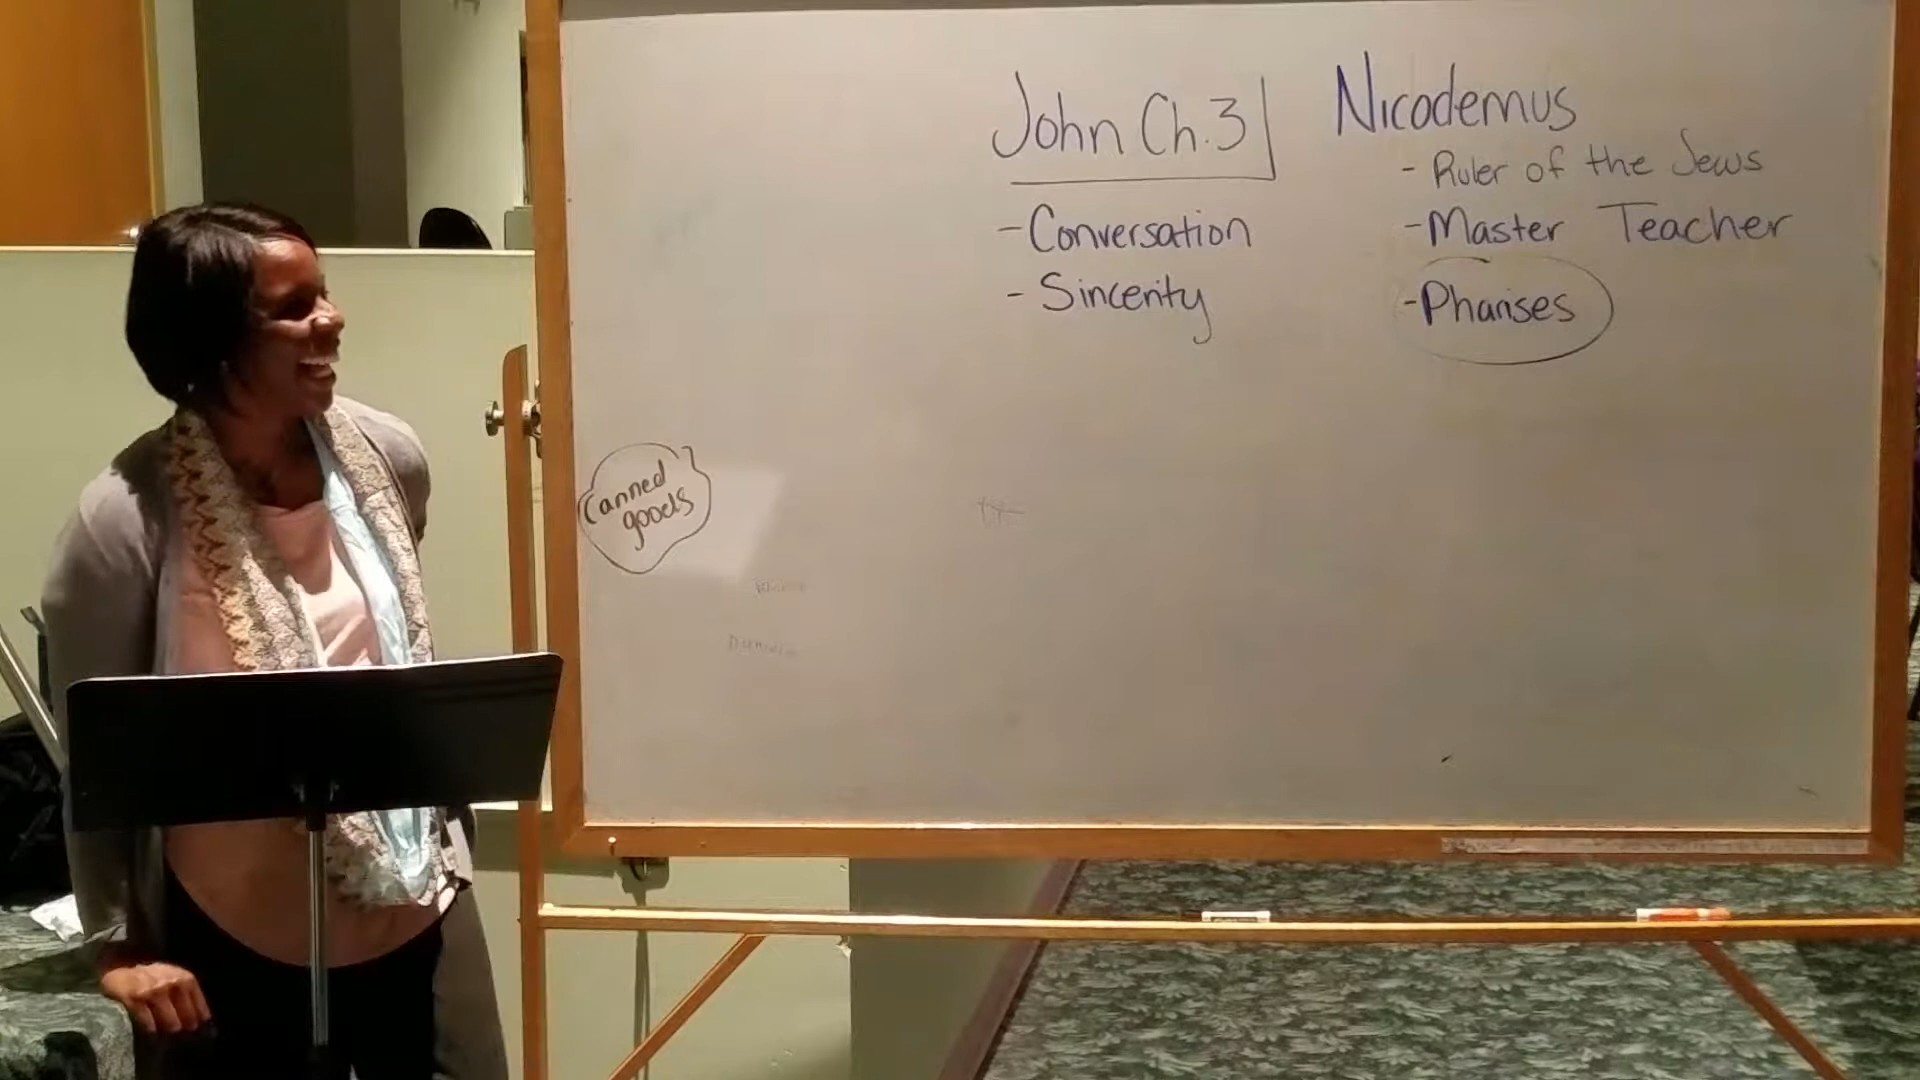 John Ch.3
- Conversation
- Sincerity
Nicodemus
- Ruler of the Jews
- Master Teacher
- Pharises
Canned
goods